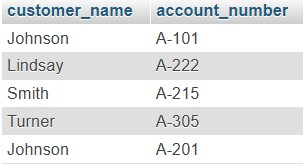 customer_name account_number
Johnson A-101
Lindsay A-222
Smith A-215
Turner A-305
Johnson A-201